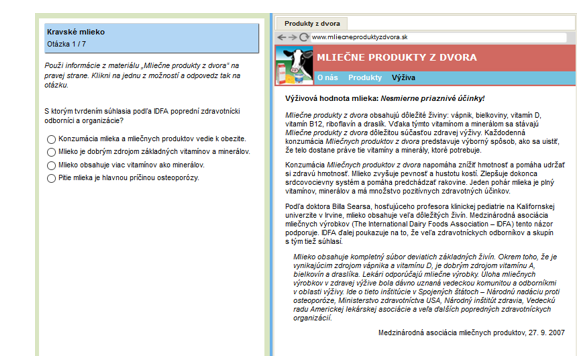 Kravské mlieko
Otázka 1 / 7
Použi informácie z materiálu „Mliečne produkty z dvora" na
pravej strane. Klikni na jednu z možností a odpovedz tak na
otázku.
S ktorým tvrdením súhlasia podľa IDFA poprední zdravotnícki
odborníci a organizácie?
Konzumácia mlieka a mliečnych produktov vedie k obezite.
Mlieko je dobrým zdrojom základných vitamínov a minerálov.
Mlieko obsahuje viac vitamínov ako minerálov.
Pitie mlieka je hlavnou príčinou osteoporózy.
Produkty z dvora
www.mliecneproduktyzdvora.sk
MLIEČNE PRODUKTY Z DVORA
O nás Produkty Výživa
Výživová hodnota mlieka: Nesmierne priaznivé účinky!
Mliečne produkty z dvora obsahujú dôležité živiny: vápnik, bielkoviny, vitamín D,
vitamín B12, riboflavín a draslík. Vďaka týmto vitamínom a minerálom sa stávajú
Mliečne produkty z dvora dôležitou súčasťou zdravej výživy. Každodenná
konzumácia Mliečnych produktov z dvora predstavuje výborný spôsob, ako sa uistiť,
že telo dostane práve tie vitamíny a minerály, ktoré potrebuje.
Konzumácia Mliečnych produktov z dvora napomáha znížiť hmotnosť a pomáha udržať
si zdravú hmotnosť. Mlieko zvyšuje pevnosť a hustotu kostí. Zlepšuje dokonca
srdcovocievny systém a pomáha predchádzať rakovine. Jeden pohár mlieka je plný
vitamínov, minerálov a má množstvo pozitívnych zdravotných účinkov.
Podľa doktora Billa Searsa, hosťujúceho profesora klinickej pediatrie na Kalifornskej
univerzite v Irvine, mlieko obsahuje veľa dôležitých živín. Medzinárodná asociácia
mliečnych výrobkov (The International Dairy Foods Association – IDFA) tento názor
podporuje. IDFA ďalej poukazuje na to, že veľa zdravotníckych odborníkov a skupín
s tým tiež súhlasí.
Mlieko obsahuje kompletný súbor deviatich základných živín. Okrem toho, že je
vynikajúcim zdrojom vápnika a vitamínu D, je dobrým zdrojom vitamínu A,
bielkovín a draslíka. Lekári odporúčajú mliečne výrobky. Úloha mliečnych
výrobkov v zdravej výžive bola dávno uznaná vedeckou komunitou a odborníkmi
v oblasti výživy. Ide o tieto inštitúcie v Spojených štátoch – Národnú nadáciu proti
osteoporóze, Ministerstvo zdravotníctva USA, Národný inštitút zdravia, Vedeckú
radu Americkej lekárskej asociácie a veľa ďalších popredných zdravotníckych
organizácií.
Medzinárodná asociácia mliečnych produktov, 27. 9. 2007